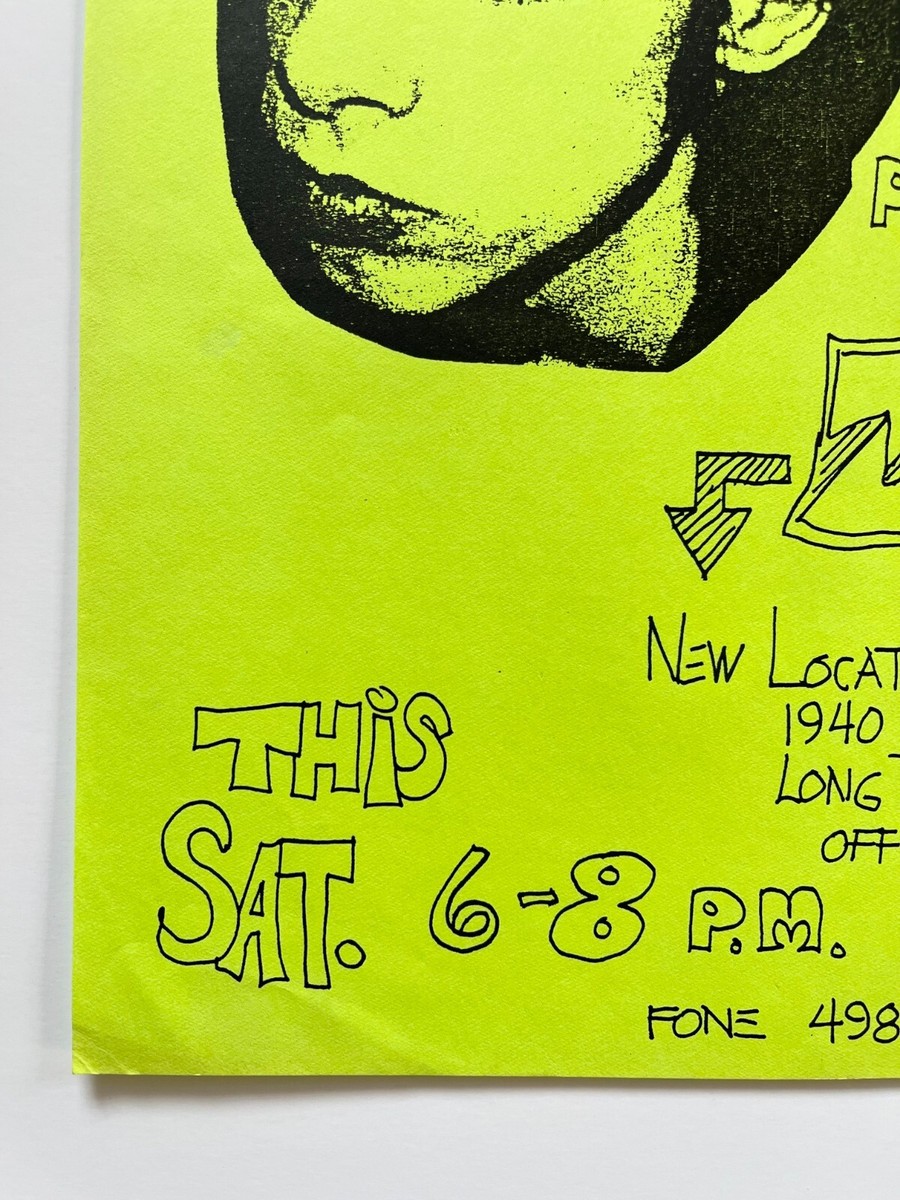 P
NEW LOCAT
1940
LONG
OFF
THiS
SAT. 6-8 P.M.
FONE 498